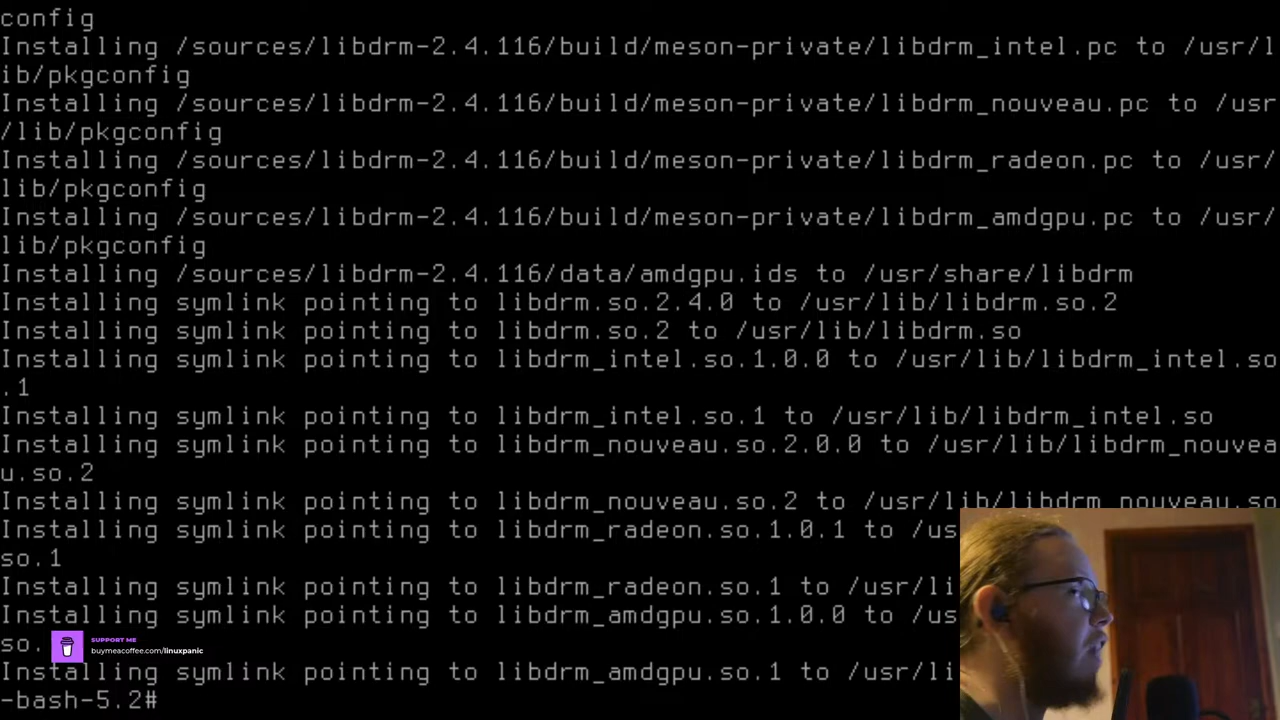 config
Installing /sources/libdrm-2.4.116/build/meson-private/libdrm_intel.pc to /usr/l
ib/pkgconfig
Installing /sources/libdrm-2.4.116/build/meson-private/libdrm_nouveau.pc to /usr
/lib/pkgconfig
Installing /sources/libdrm-2.4.116/build/meson-private/libdrm_radeon.pc to /usr/
lib/pkgconfig
Installing /sources/libdrm-2.4.116/build/meson-private/libdrm_amdgpu.pc to /usr/
lib/pkgconfig
Installing /sources/libdrm-2.4.116/data/amdgpu.ids to /usr/share/libdrm
Installing symlink pointing to libdrm.so.2.4.0 to /usr/lib/libdrm.so.2
Installing symlink pointing to libdrm.so.2 to /usr/lib/libdrm.so
Installing symlink pointing to libdrm_intel.so.1.0.0 to /usr/lib/libdrm_intel.so
.1
Installing symlink pointing to libdrm_intel.so.1 to /usr/lib/libdrm_intel.so
Installing symlink pointing to libdrm_nouveau.so.2.0.0 to /usr/lib/libdrm_nouvea
u.so.2
Installing symlink pointing to libdrm_nouveau.so.2 to /usr/lib/libdrm_nouveau.so
Installing symlink pointing to libdrm_radeon.so.1.0.1 to /us
so.1
Installing symlink pointing to libdrm_radeon.so.1 to /usr/li
Installing symlink pointing to libdrm_amdgpu.so.1.0.0 to /us
so.
SUPPORT ME
buymeacoffee.com/linuxpanic
Installing symlink pointing to libdrm_amdgpu.so.1 to /usr/li
-bash-5.2#